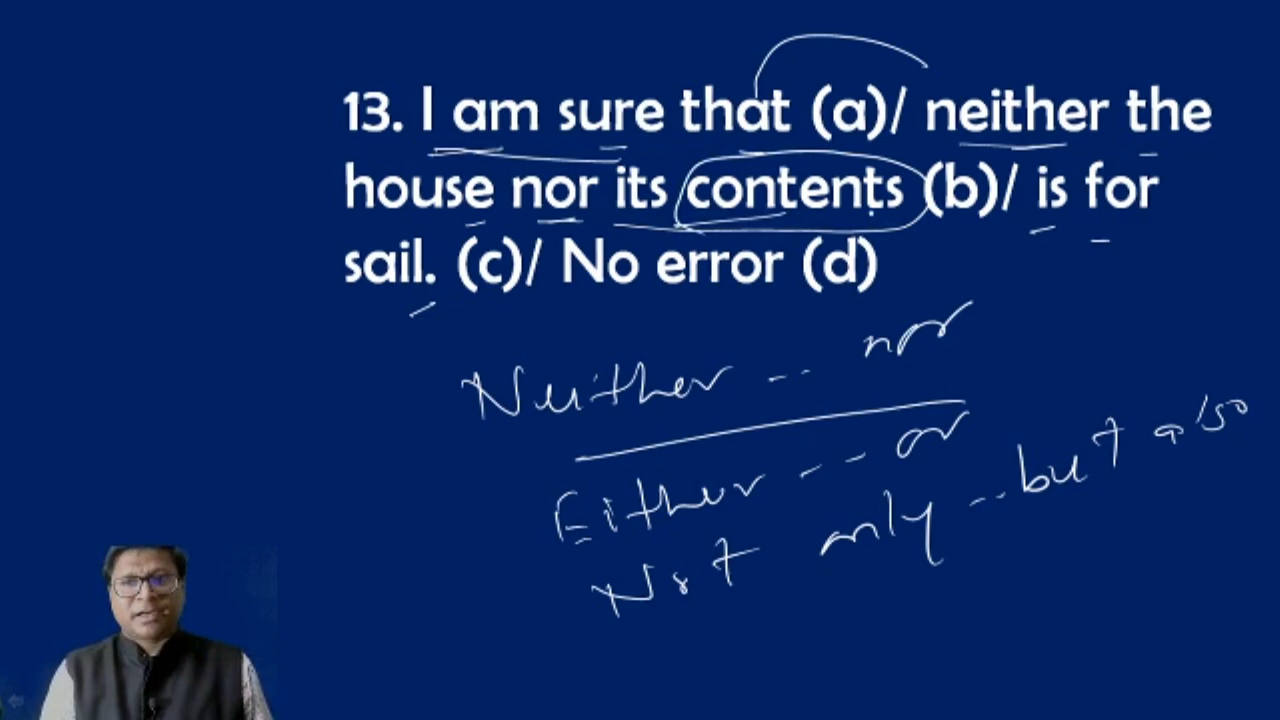 13. I am sure that (a)/ neither the
house nor its contents (b)/ is for
sail. (c)/ No error (d)
Neither -- nor
Either --- or
Not only --- but also